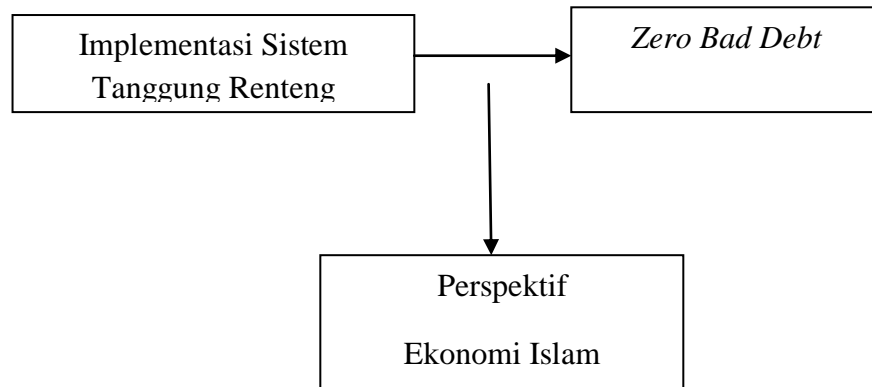 Implementasi Sistem
Tanggung Renteng
Zero Bad Debt
Perspektif
Ekonomi Islam